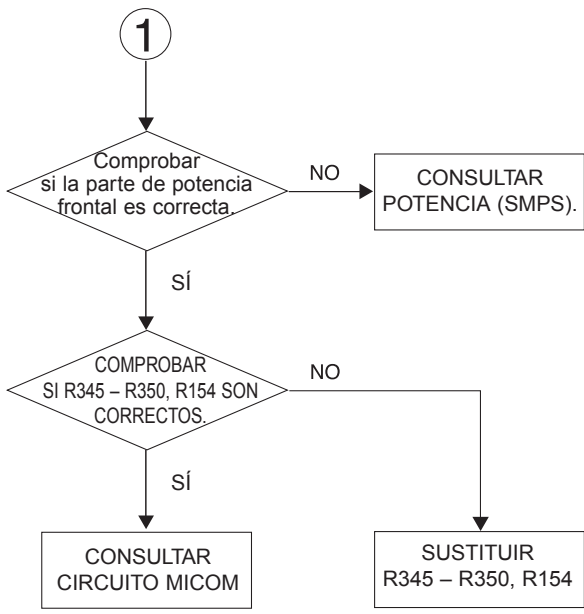 1
Comprobar
si la parte de potencia
frontal es correcta.
NO
CONSULTAR
POTENCIA (SMPS).
SÍ
COMPROBAR
SI R345 – R350, R154 SON
CORRECTOS.
NO
SÍ
CONSULTAR
CIRCUITO MICOM
SUSTITUIR
R345 – R350, R154